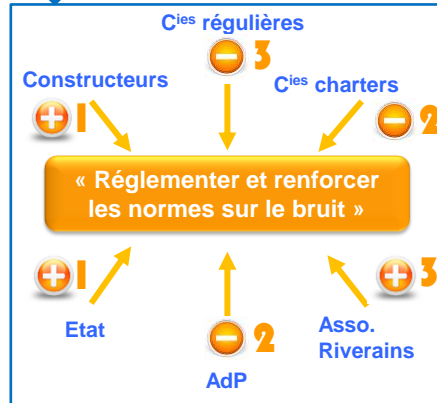 Cies régulières
− 3
Constructeurs
Cies charters
+ 1
− 2
« Réglementer et renforcer
les normes sur le bruit »
+ 1
+ 3
Etat
− 2
Asso.
Riverains
AdP